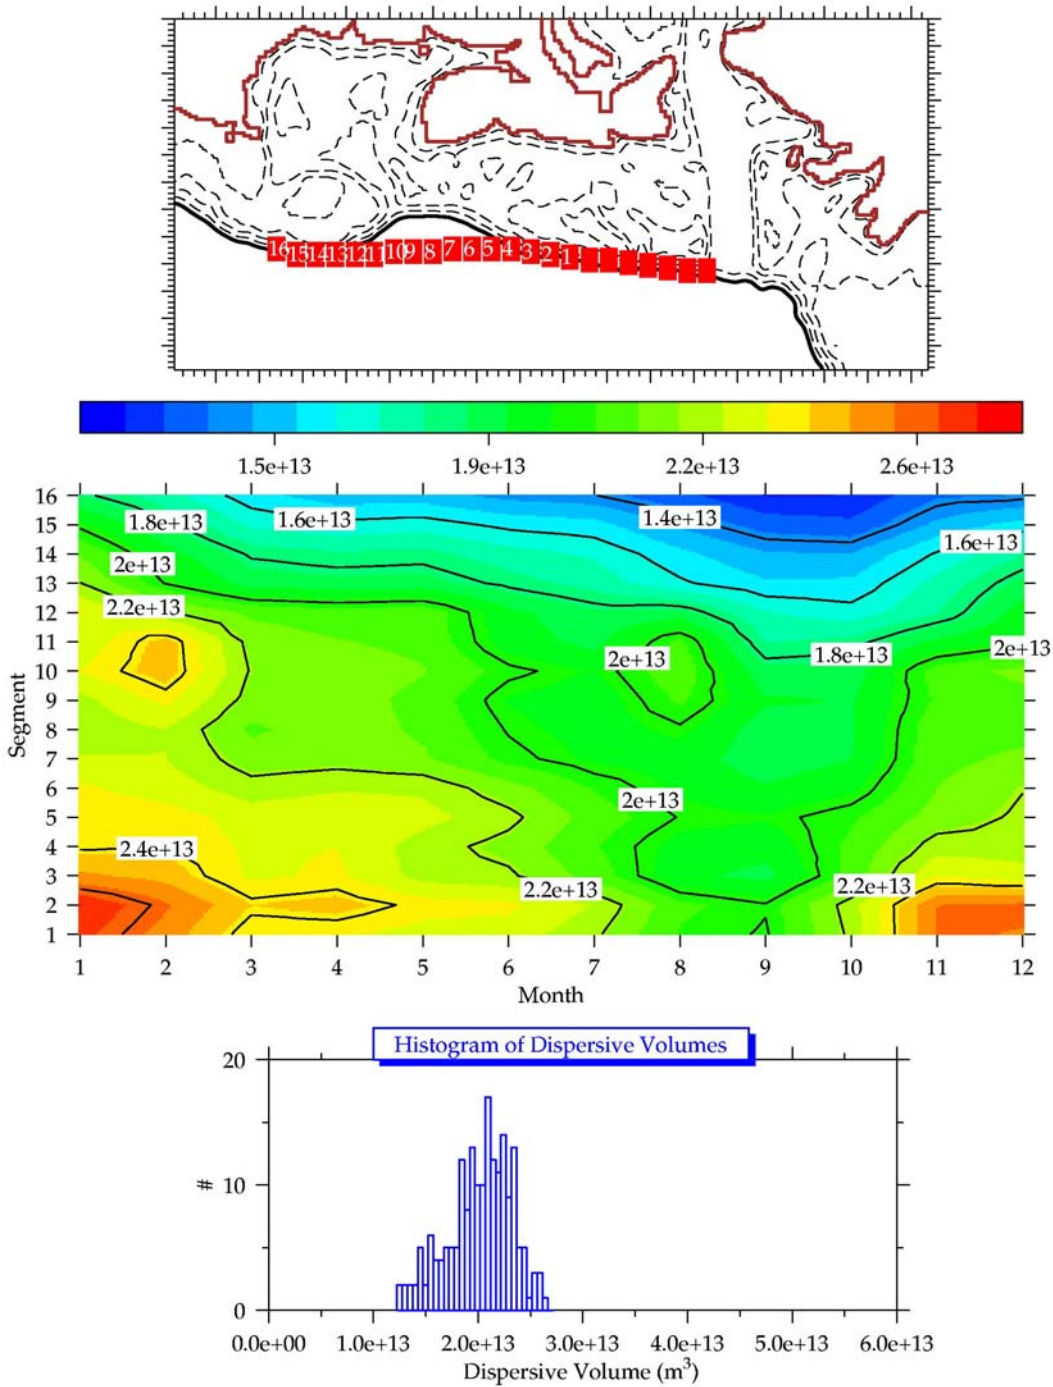 16 15 14 13 12 11 10 9 8 7 6 5 4 3 2 1
1.5e+13 1.9e+13 2.2e+13 2.6e+13
16
15
14
13
12
11
10
9
8
7
6
5
4
3
2
1
Segment
1.8e+13 1.6e+13 1.4e+13
1.6e+13
2e+13
2.2e+13
2e+13 1.8e+13 2e+13
2e+13
2.4e+13
2.2e+13 2.2e+13
1 2 3 4 5 6 7 8 9 10 11 12
Month
Histogram of Dispersive Volumes
20
10
0
#
0.0e+00 1.0e+13 2.0e+13 3.0e+13 4.0e+13 5.0e+13 6.0e+13
Dispersive Volume (m³)